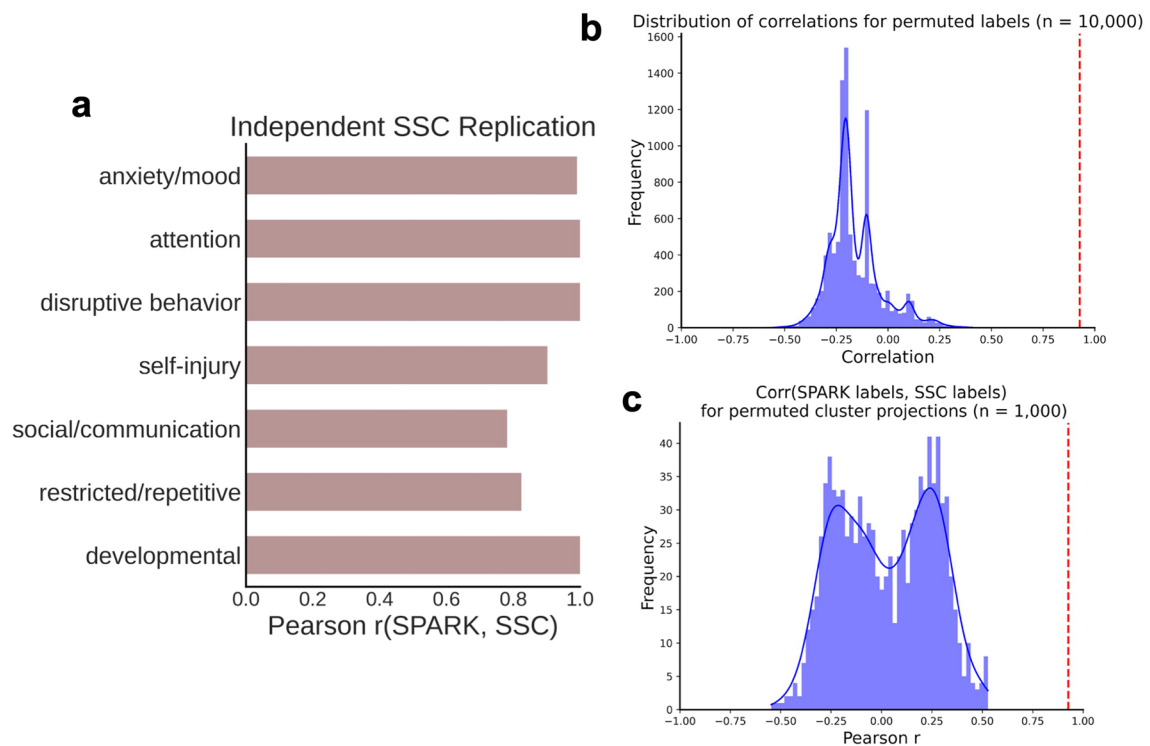 a
Independent SSC Replication
anxiety/mood
attention
disruptive behavior
self-injury
social/communication
restricted/repetitive
developmental
0.0 0.2 0.4 0.6 0.8 1.0
Pearson r(SPARK, SSC)
b
Distribution of correlations for permuted labels (n = 10,000)
1600
1400
1200
1000
800
600
400
200
0
Frequency
−1.00 −0.75 −0.50 −0.25 0.00 0.25 0.50 0.75 1.00
Correlation
c
Corr(SPARK labels, SSC labels)
for permuted cluster projections (n = 1,000)
40
35
30
25
20
15
10
5
0
Frequency
−1.00 −0.75 −0.50 −0.25 0.00 0.25 0.50 0.75 1.00
Pearson r